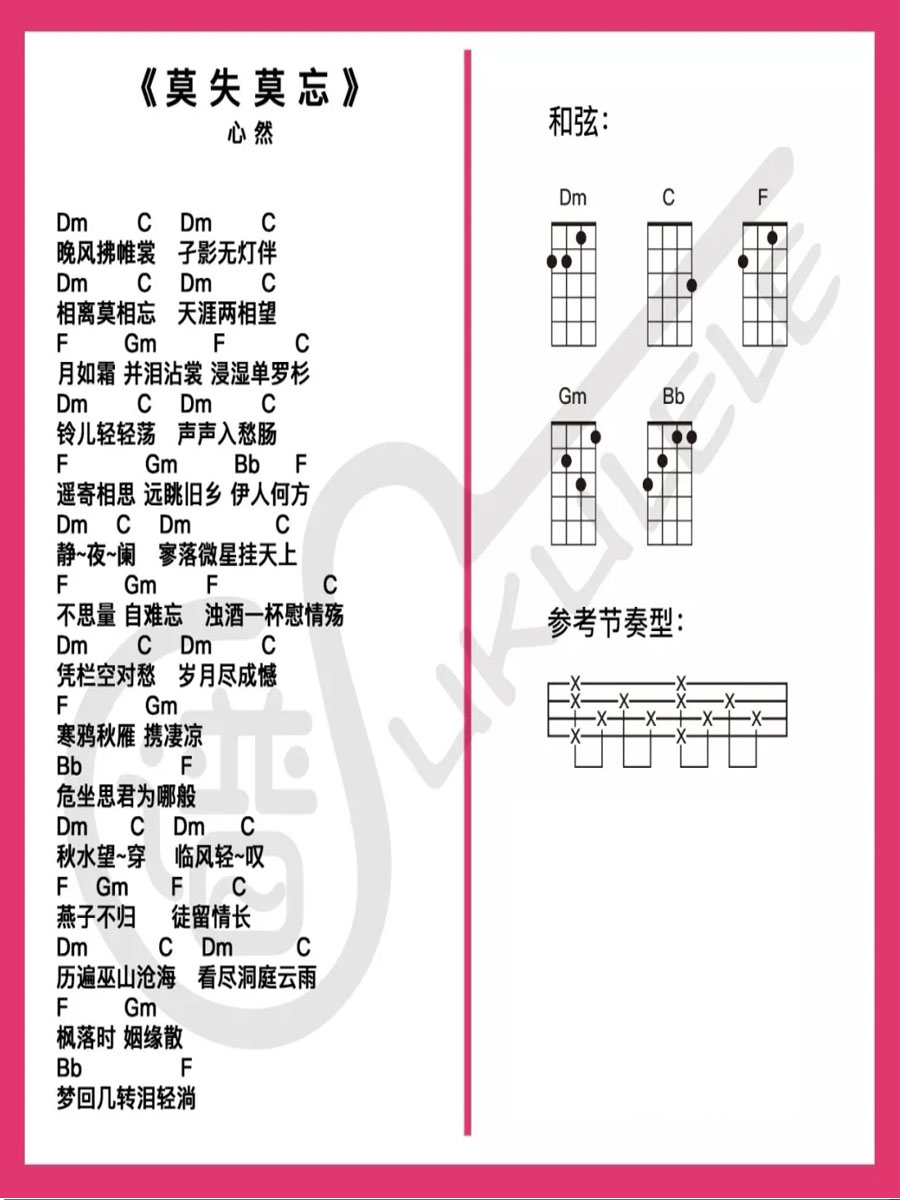 《莫失莫忘》
心然
Dm C Dm C
晚风拂帷裳 孑影无灯伴
Dm C Dm C
相离莫相忘 天涯两相望
F Gm F C
月如霜 并泪沾裳 浸湿单罗杉
Dm C Dm C
铃儿轻轻荡 声声入愁肠
F Gm Bb F
遥寄相思 远眺旧乡 伊人何方
Dm C Dm C
静~夜~阑 寥落微星挂天上
F Gm F C
不思量 自难忘 浊酒一杯慰情殇
Dm C Dm C
凭栏空对愁 岁月尽成憾
F Gm
寒鸦秋雁 携凄凉
Bb F
危坐思君为哪般
Dm C Dm C
秋水望~穿 临风轻~叹
F Gm F C
燕子不归 徒留情长
Dm C Dm C
历遍巫山沧海 看尽洞庭云雨
F Gm
枫落时 姻缘散
Bb F
梦回几转泪轻淌
和弦：
Dm C F
Gm Bb
参考节奏型：
普
UKULELE